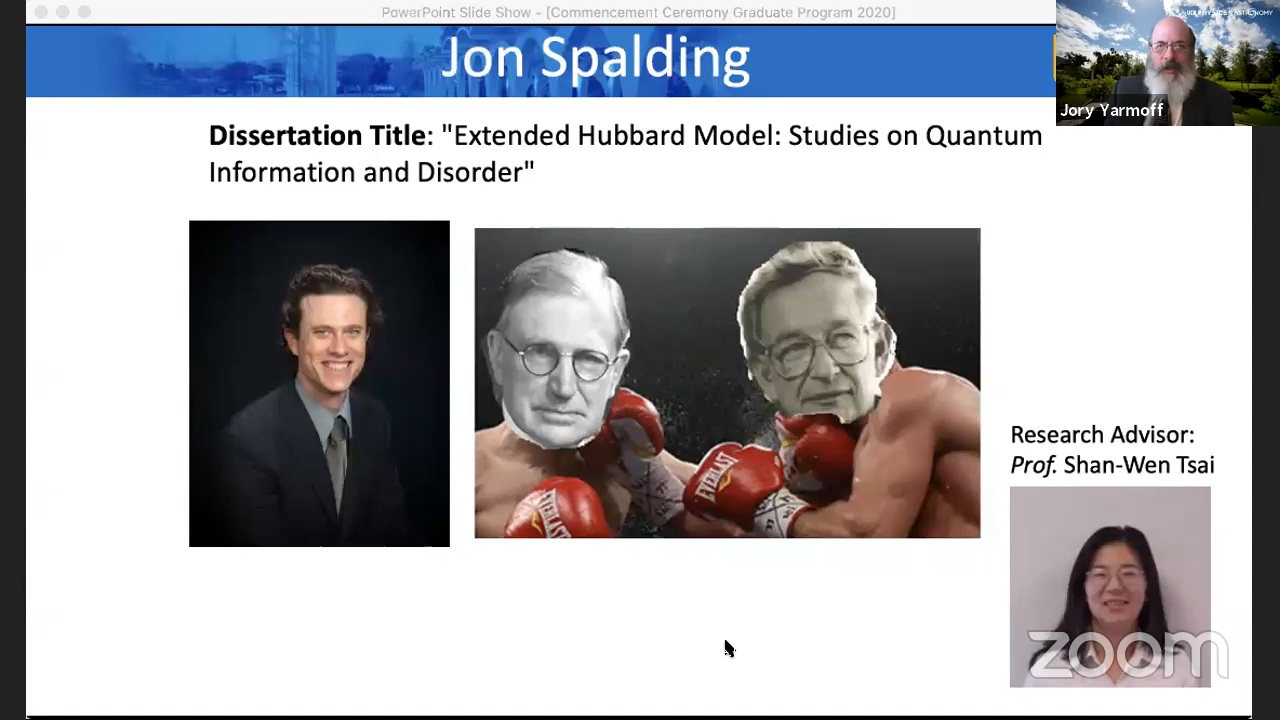 PowerPoint Slide Show - [Commencement Ceremony Graduate Program 2020]
Jon Spalding
Jory Yarmoff
Dissertation Title: "Extended Hubbard Model: Studies on Quantum
Information and Disorder"
EVERLAST
EVERLAST
Research Advisor:
Prof. Shan-Wen Tsai
zoom